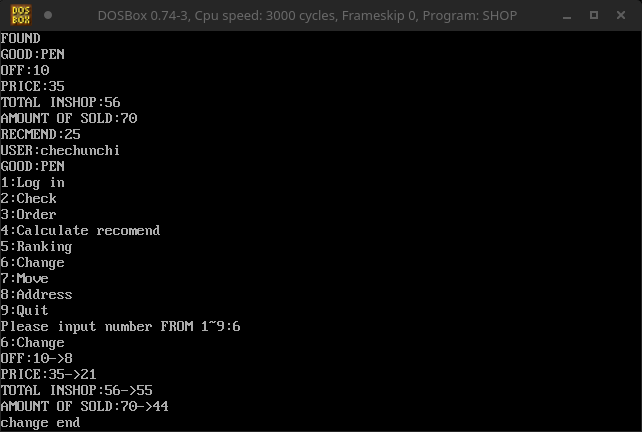 DOS
BOX
DOSBox 0.74-3, Cpu speed: 3000 cycles, Frameskip 0, Program: SHOP
FOUND
GOOD:PEN
OFF:10
PRICE:35
TOTAL INSHOP:56
AMOUNT OF SOLD:70
RECMEND:25
USER:chechunchi
GOOD:PEN
1:Log in
2:Check
3:Order
4:Calculate recomend
5:Ranking
6:Change
7:Move
8:Address
9:Quit
Please input number FROM 1~9:6
6:Change
OFF:10->8
PRICE:35->21
TOTAL INSHOP:56->55
AMOUNT OF SOLD:70->44
change end